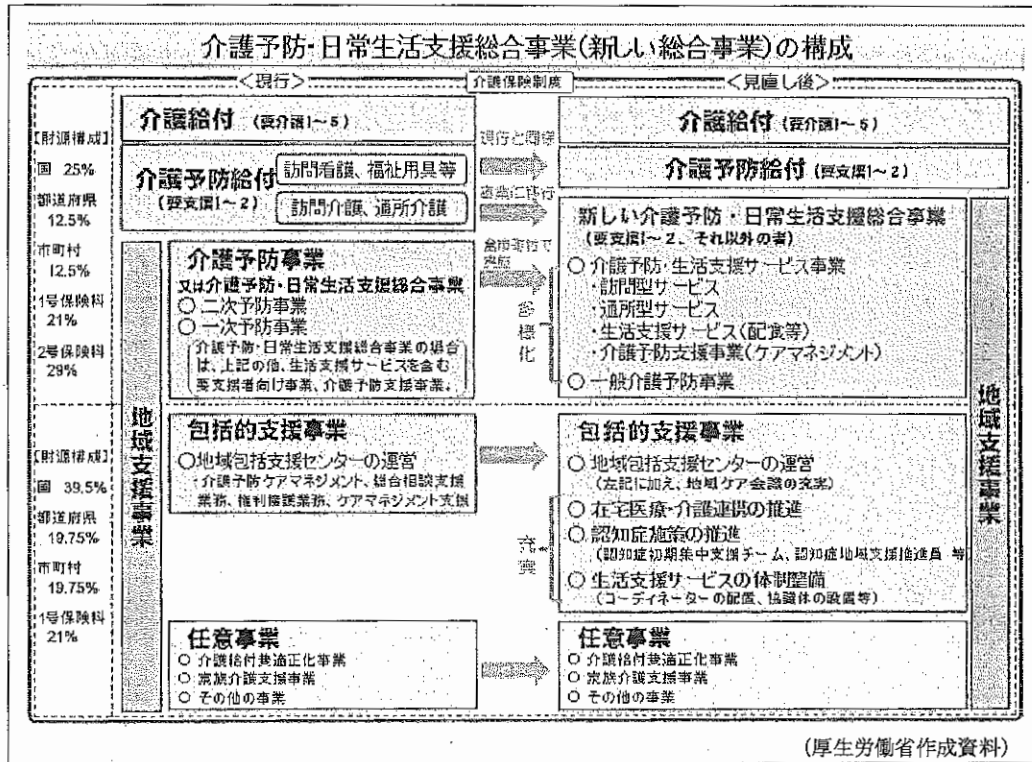 介護予防・日常生活支援総合事業(新しい総合事業)の構成
<現行>
介護保険制度
<見直し後>
【財源構成】
国 25%
都道府県
12.5%
市町村
12.5%
1号保険料
21%
2号保険料
29%
【財源構成】
国 39.5%
都道府県
19.75%
市町村
19.75%
1号保険料
21%
地域支援事業
介護給付 (要介護1~5)
介護予防給付
(要支援1~2)
訪問看護、福祉用具等
訪問介護、通所介護
介護予防事業
又は介護予防・日常生活支援総合事業
○ 二次予防事業
○ 一次予防事業
介護予防・日常生活支援総合事業の場合
は、上記の他、生活支援サービスを含む
要支援者向け事業、介護予防支援事業。
包括的支援事業
○地域包括支援センターの運営
・介護予防ケアマネジメント、総合相談支援
業務、権利擁護業務、ケアマネジメント支援
任意事業
○ 介護給付費適正化事業
○ 家族介護支援事業
○ その他の事業
現行と同様
事業に移行
全市町村で
実施
多様化
充実
介護給付 (要介護1~5)
介護予防給付 (要支援1~2)
新しい介護予防・日常生活支援総合事業
(要支援1~2、それ以外の者)
○ 介護予防・生活支援サービス事業
・訪問型サービス
・通所型サービス
・生活支援サービス(配食等)
・介護予防支援事業(ケアマネジメント)
○ 一般介護予防事業
包括的支援事業
○ 地域包括支援センターの運営
(左記に加え、地域ケア会議の充実)
○ 在宅医療・介護連携の推進
○ 認知症施策の推進
(認知症初期集中支援チーム、認知症地域支援推進員 等)
○ 生活支援サービスの体制整備
(コーディネーターの配置、協議体の設置等)
任意事業
○ 介護給付費適正化事業
○ 家族介護支援事業
○ その他の事業
地域支援事業
(厚生労働省作成資料)